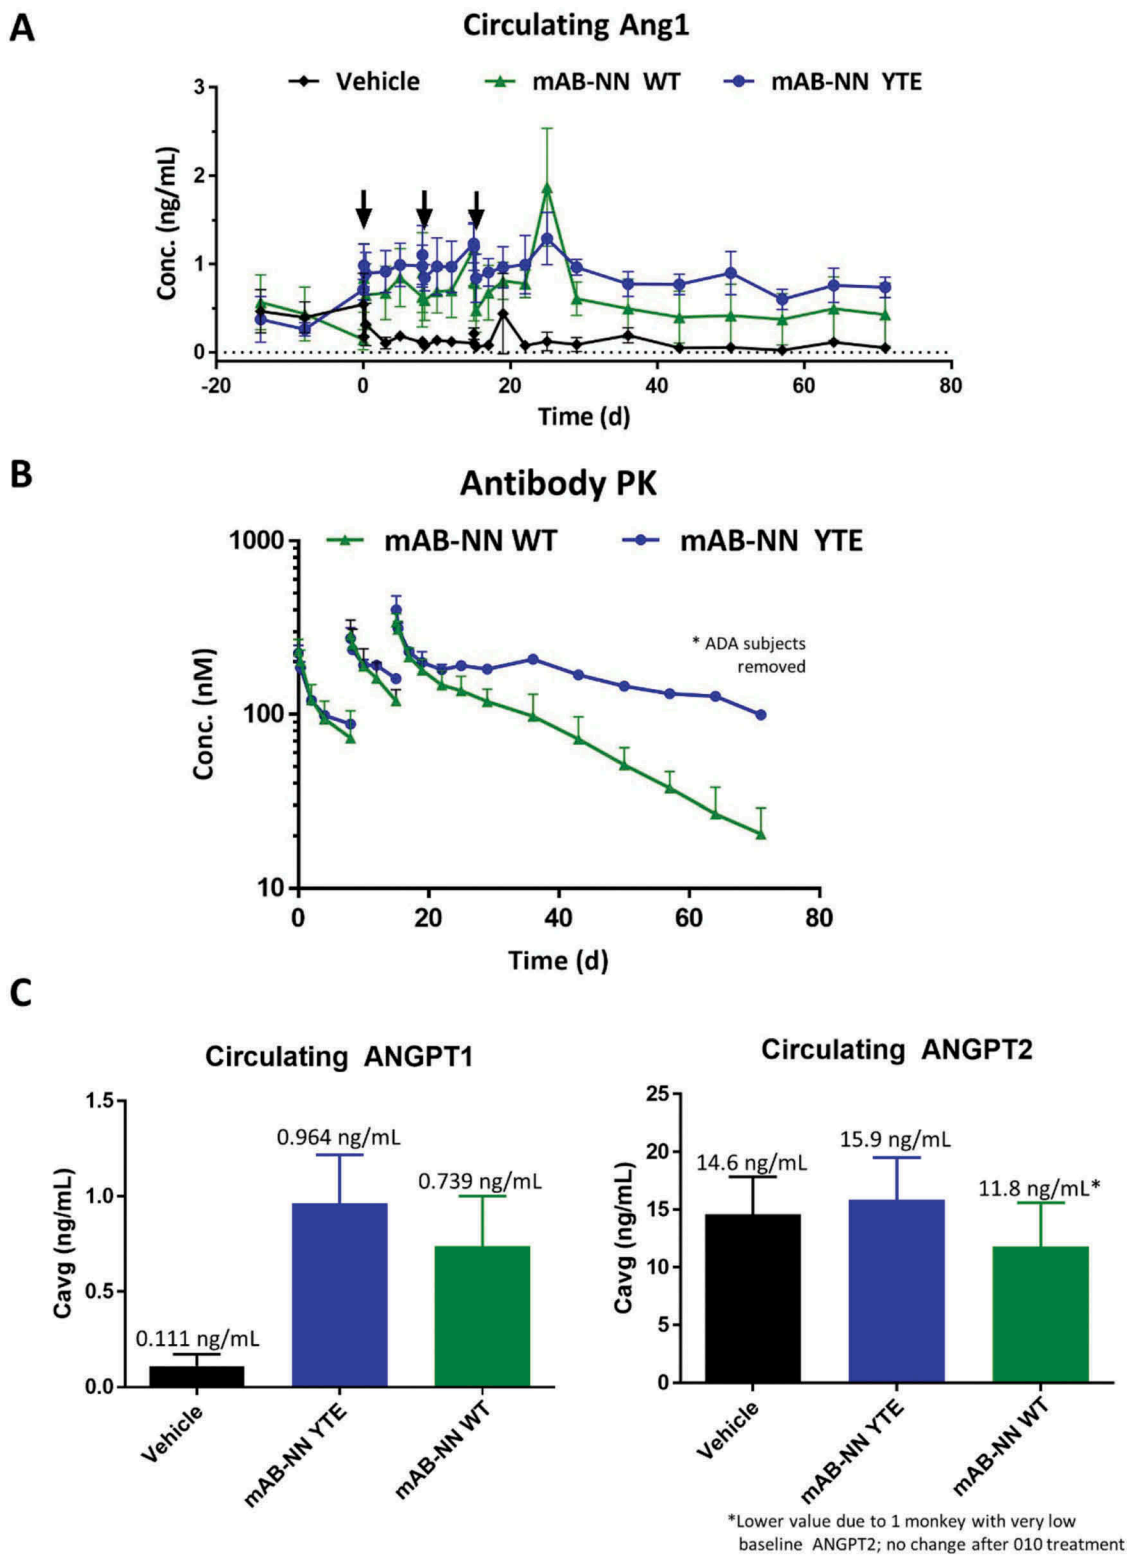 A
Circulating Ang1
Vehicle mAB-NN WT mAB-NN YTE
3
2
1
0
Conc. (ng/mL)
-20 0 20 40 60 80
Time (d)
B
Antibody PK
mAB-NN WT mAB-NN YTE
1000
100
10
Conc. (nM)
* ADA subjects
removed
0 20 40 60 80
Time (d)
C
Circulating ANGPT1
1.5
1.0
0.5
0.0
Cavg (ng/mL)
0.964 ng/mL
0.739 ng/mL
0.111 ng/mL
Vehicle
mAB-NN YTE
mAB-NN WT
Circulating ANGPT2
25
20
15
10
5
0
Cavg (ng/mL)
14.6 ng/mL
15.9 ng/mL
11.8 ng/mL*
Vehicle
mAB-NN YTE
mAB-NN WT
*Lower value due to 1 monkey with very low
baseline ANGPT2; no change after 010 treatment